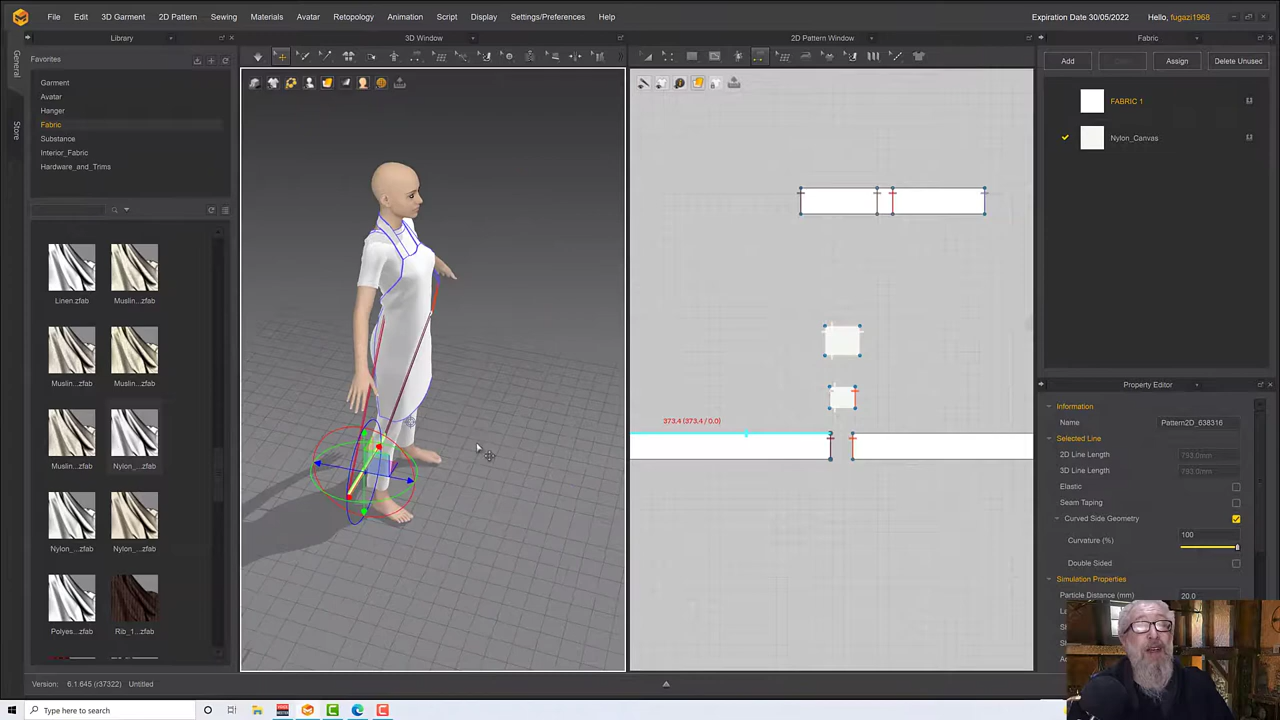 File Edit 3D Garment 2D Pattern Sewing Materials Avatar Retopology Animation Script Display Settings/Preferences Help
Expiration Date 30/05/2022 Hello, fugazi1968
General
Store
Library
Favorites
Garment
Avatar
Hanger
Fabric
Substance
Interior_Fabric
Hardware_and_Trims
Linen.zfab Muslin...zfab
Muslin...zfab Muslin...zfab
Muslin...zfab Nylon_...zfab
Nylon_...zfab Nylon_...zfab
Polyes...zfab Rib_1...zfab
3D Window
2D Pattern Window
373.4 (373.4 / 0.0)
Fabric
Add Assign Delete Unused
FABRIC 1
Nylon_Canvas
Property Editor
Information
Name Pattern2D_638316
Selected Line
2D Line Length 793.0mm
3D Line Length 793.0mm
Elastic
Seam Taping
Curved Side Geometry
Curvature (%) 100
Double Sided
Simulation Properties
Particle Distance (mm) 20.0
Version: 6.1.645 (r37322) Untitled
Type here to search